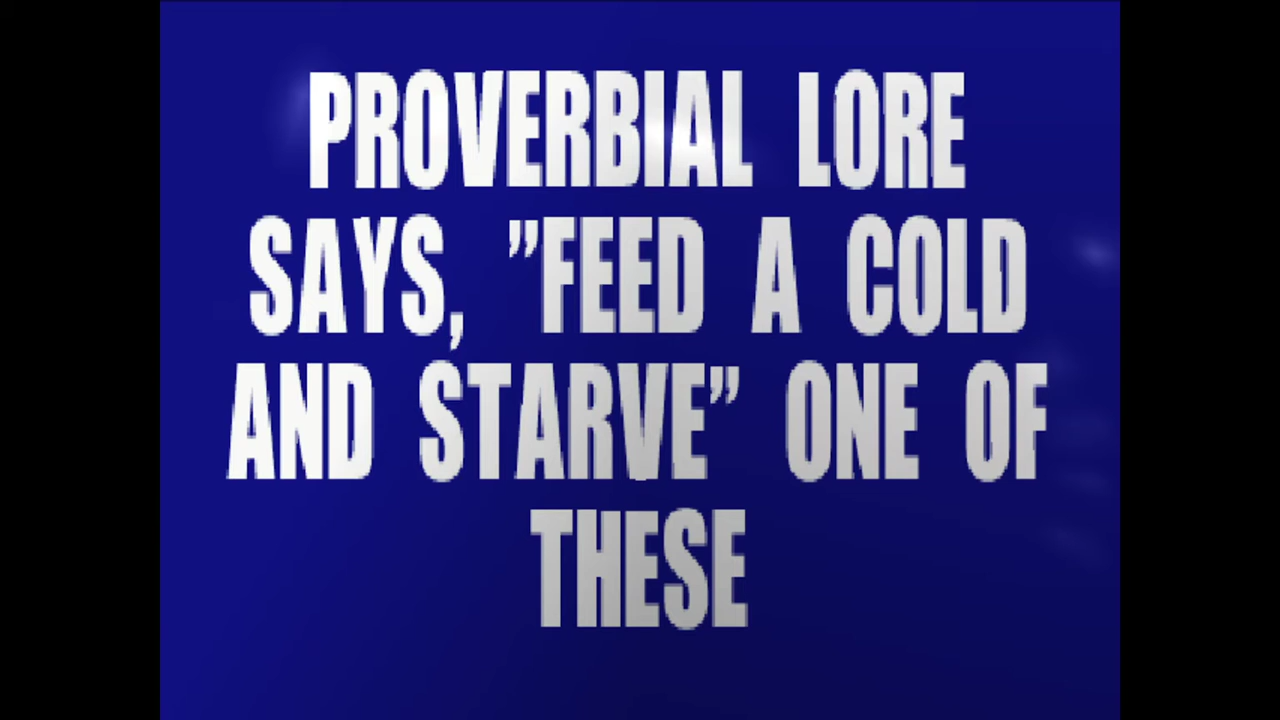 PROVERBIAL LORE
SAYS, ”FEED A COLD
AND STARVE” ONE OF
THESE